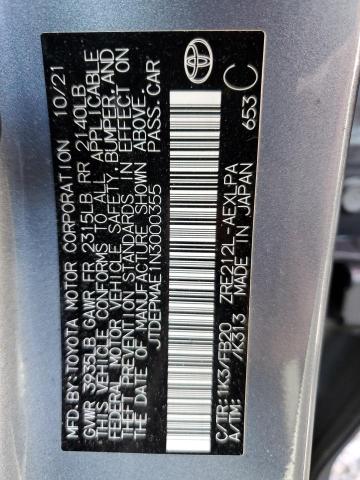 MFD. BY: TOYOTA MOTOR CORPORATION 10/21
GVWR 3935LB GAWR FR 2315LB RR 2140LB
THIS VEHICLE CONFORMS TO ALL APPLICABLE
FEDERAL MOTOR VEHICLE SAFETY, BUMPER, AND
THEFT PREVENTION STANDARDS IN EFFECT ON
THE DATE OF MANUFACTURE SHOWN ABOVE.
JTDEPMAE1N3000355 PASS. CAR
C/TR: 1K3/FB20 ZRE212L-AEXLPA
A/TM: -/K313 MADE IN JAPAN
653 C